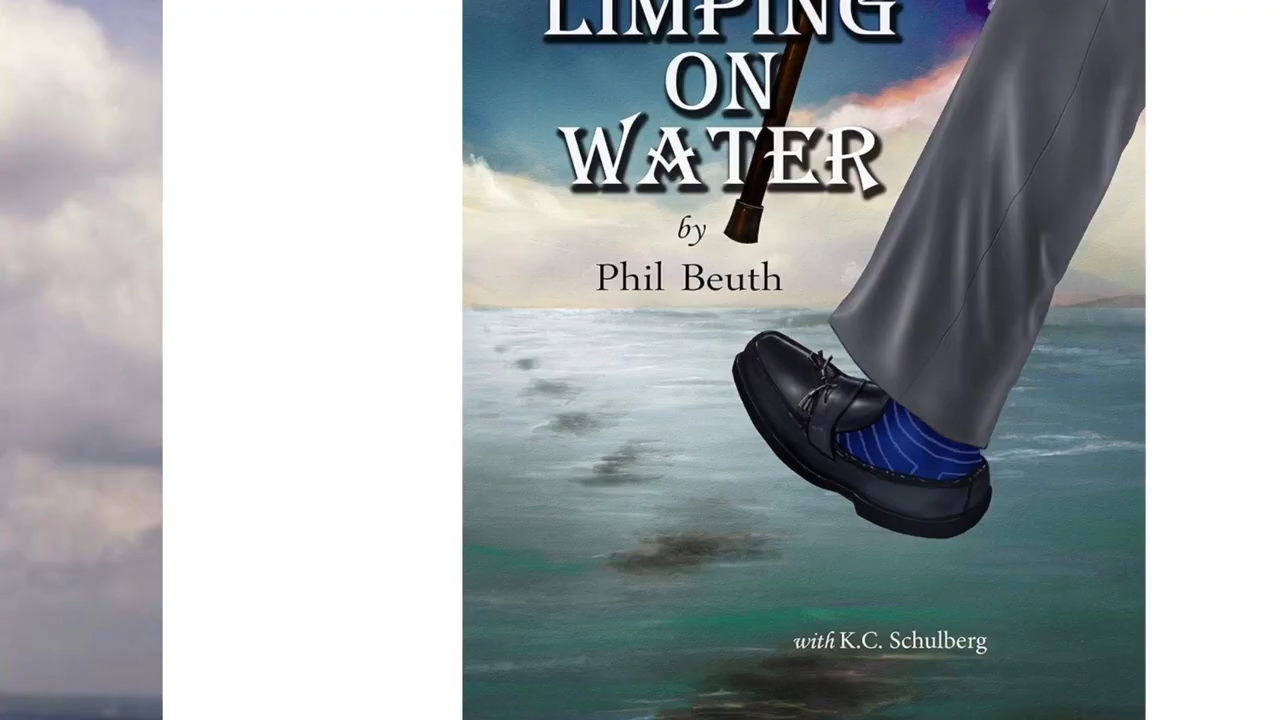 LIMPING
ON
WATER
by
Phil Beuth
with K.C. Schulberg